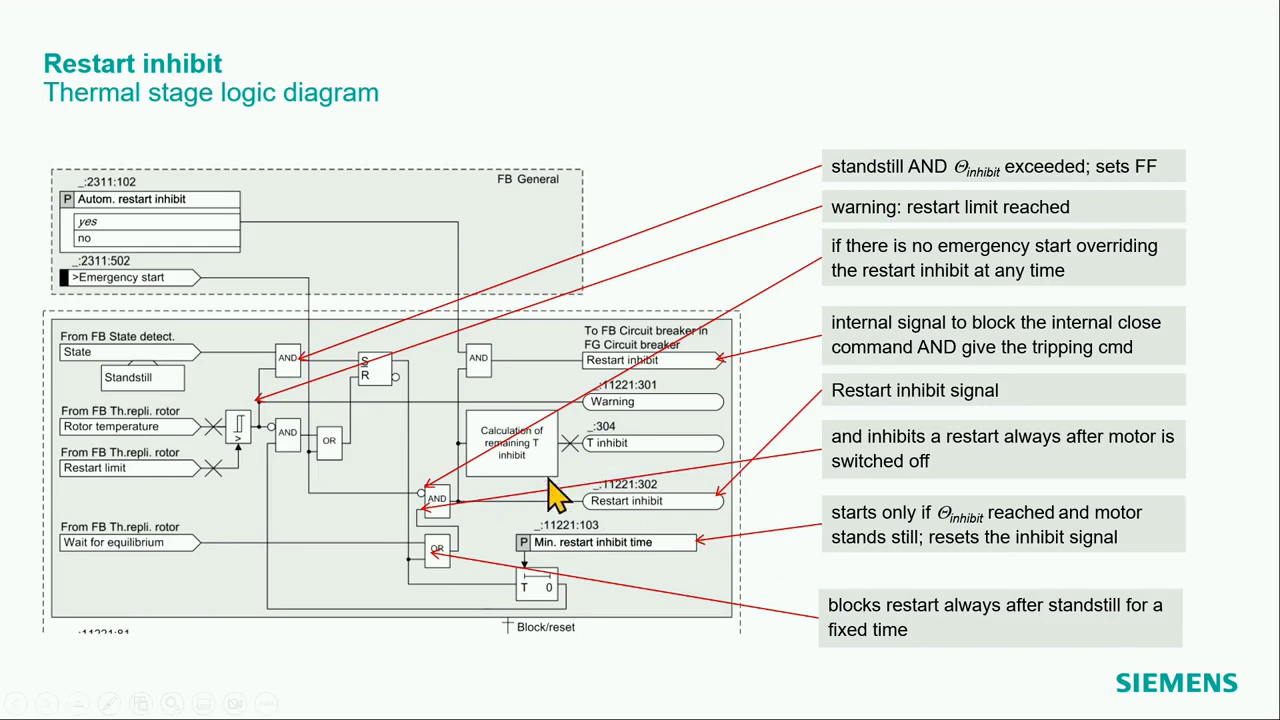 Restart inhibit
Thermal stage logic diagram
_:2311:102
FB General
P Autom. restart inhibit
yes
no
_:2311:502
>Emergency start
From FB State detect.
State
Standstill
From FB Th.repli. rotor
Rotor temperature
From FB Th.repli. rotor
Restart limit
From FB Th.repli. rotor
Wait for equilibrium
AND
>
AND
OR
S
R
AND
To FB Circuit breaker in
FG Circuit breaker
Restart inhibit
_:11221:301
Warning
Calculation of
remaining T
inhibit
_:304
T inhibit
_:11221:302
AND
Restart inhibit
_:11221:103
OR
P Min. restart inhibit time
T 0
Block/reset
_:11221:81
standstill AND Θinhibit exceeded; sets FF
warning: restart limit reached
if there is no emergency start overriding
the restart inhibit at any time
internal signal to block the internal close
command AND give the tripping cmd
Restart inhibit signal
and inhibits a restart always after motor is
switched off
starts only if Θinhibit reached and motor
stands still; resets the inhibit signal
blocks restart always after standstill for a
fixed time
SIEMENS